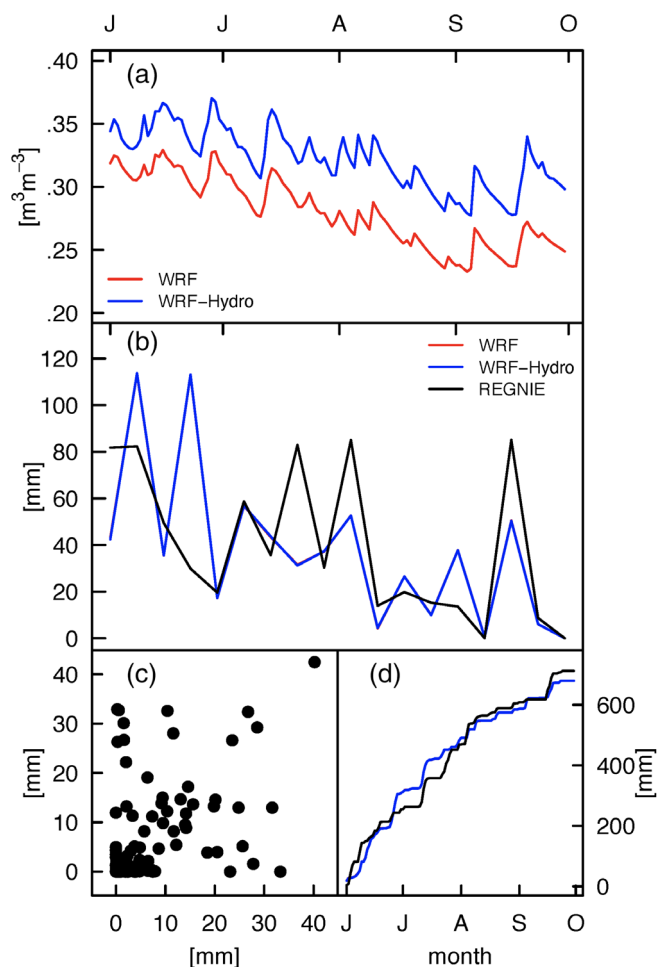 J J A S O
(a)
.40
.35
.30
.25
.20
[m³m⁻³]
WRF
WRF−Hydro
(b)
120
100
80
60
40
20
0
[mm]
WRF
WRF−Hydro
REGNIE
(c)
40
30
20
10
0
[mm]
0 10 20 30 40
[mm]
(d)
600
400
200
0
[mm]
J J A S O
month